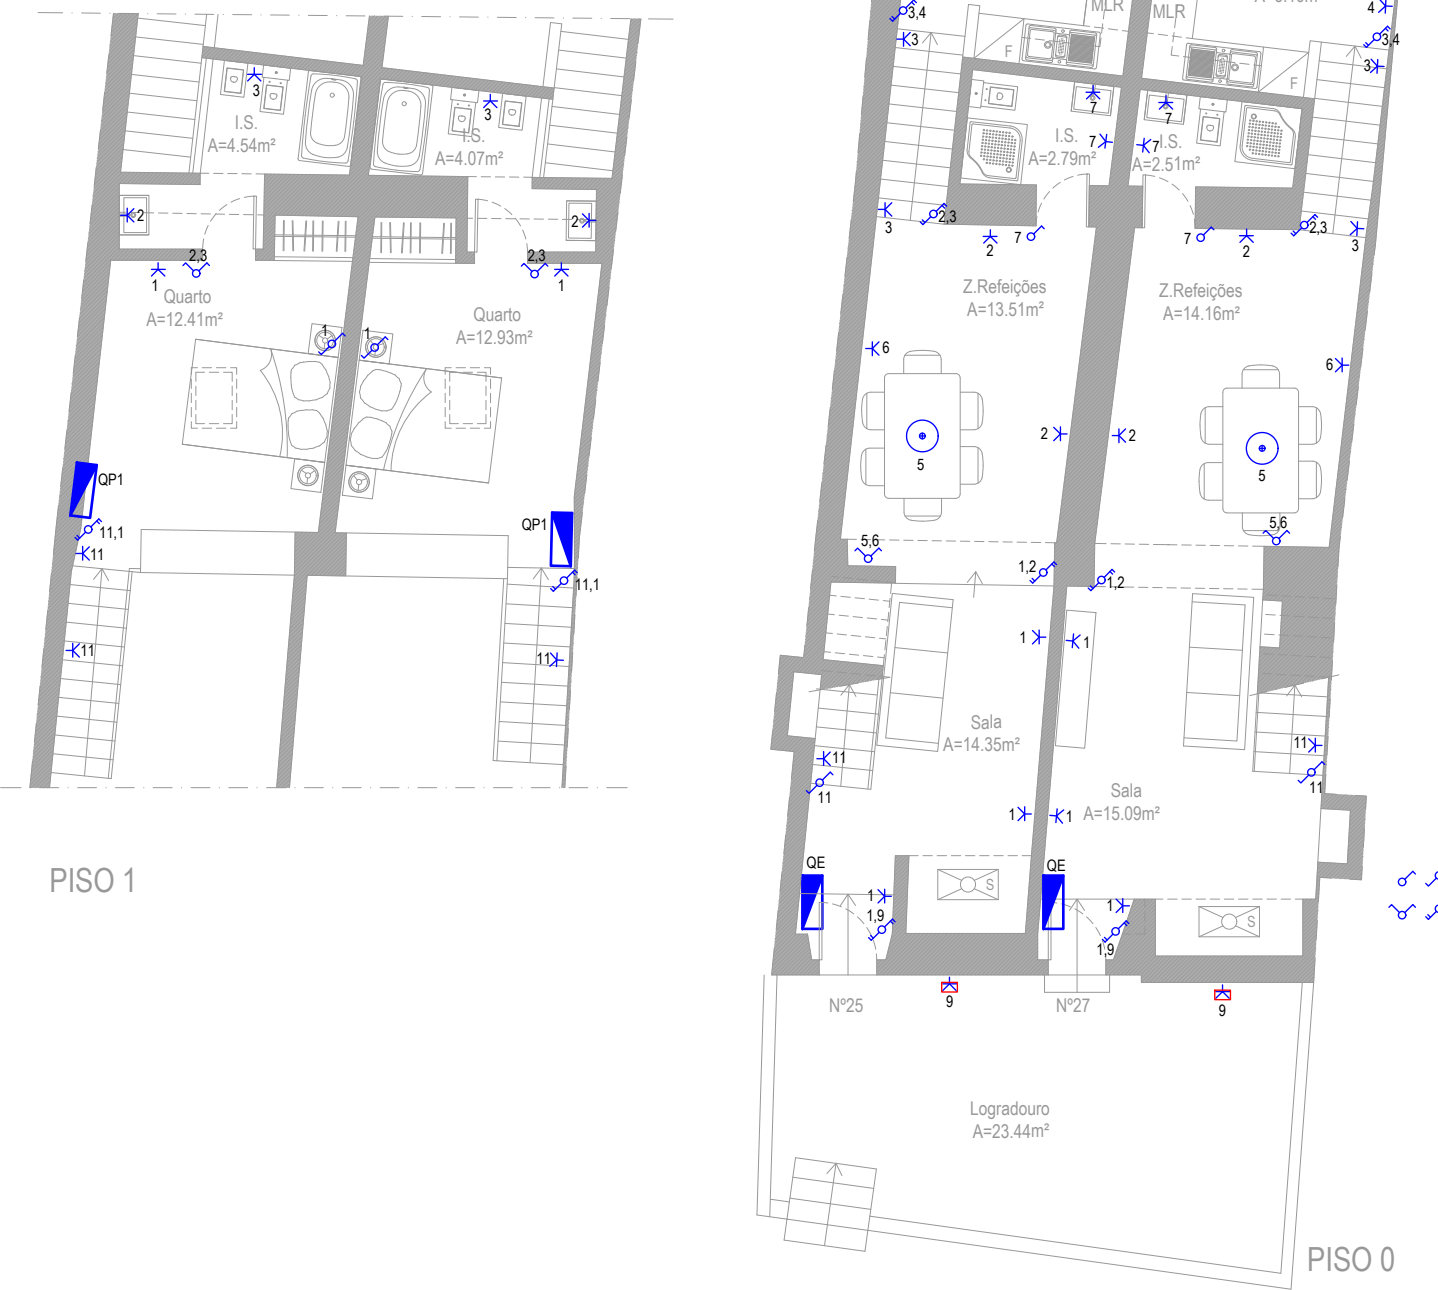 I.S.
A=4.54m²
3
I.S.
A=4.07m²
3
2
2
2,3
1
2,3
1
Quarto
A=12.41m²
Quarto
A=12.93m²
1
1
QP1
11,1
11
QP1
11,1
11
11
PISO 1
3,4
MLR
MLR
4
3
F
F
3,4
3
7
7
I.S.
A=2.79m²
7
7
I.S.
A=2.51m²
3
2,3
2
7
7
2
2,3
3
Z.Refeições
A=13.51m²
Z.Refeições
A=14.16m²
6
6
5
5
2
2
5,6
5,6
1,2
1,2
1
1
Sala
A=14.35m²
11
11
11
11
Sala
A=15.09m²
1
1
QE
QE
S
S
1
1,9
1
1,9
Nº25
9
Nº27
9
Logradouro
A=23.44m²
PISO 0